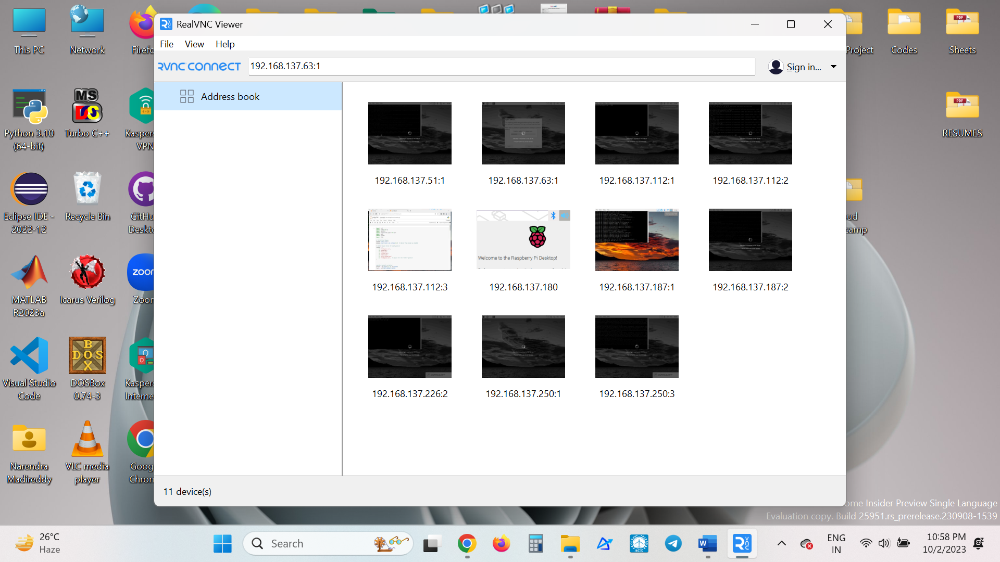 RealVNC Viewer
File View Help
RVNC CONNECT
192.168.137.63:1
Sign in...
Address book
192.168.137.51:1
192.168.137.63:1
192.168.137.112:1
192.168.137.112:2
Welcome to the Raspberry Pi Desktop!
192.168.137.112:3
192.168.137.180
192.168.137.187:1
192.168.137.187:2
192.168.137.226:2
192.168.137.250:1
192.168.137.250:3
11 device(s)
This PC
Network
Firefo
Project
Codes
Sheets
Python 3.10
(64-bit)
MS
DOS
Turbo C++
Kaspers
VPN
RESUMES
Eclipse IDE -
2022-12
Recycle Bin
GitHu
Deskto
ud
camp
zoom
MATLAB
R2023a
Icarus Verilog
Zoom
Visual Studio
Code
DOSBox
0.74-3
Kaspers
Interne
Narendra
Madireddy
VLC media
player
Goog
Chrom
ome Insider Preview Single Language
Evaluation copy. Build 25951.rs_prerelease.230908-1539
26°C
Haze
Search
ACE
ENG
IN
10:58 PM
10/2/2023